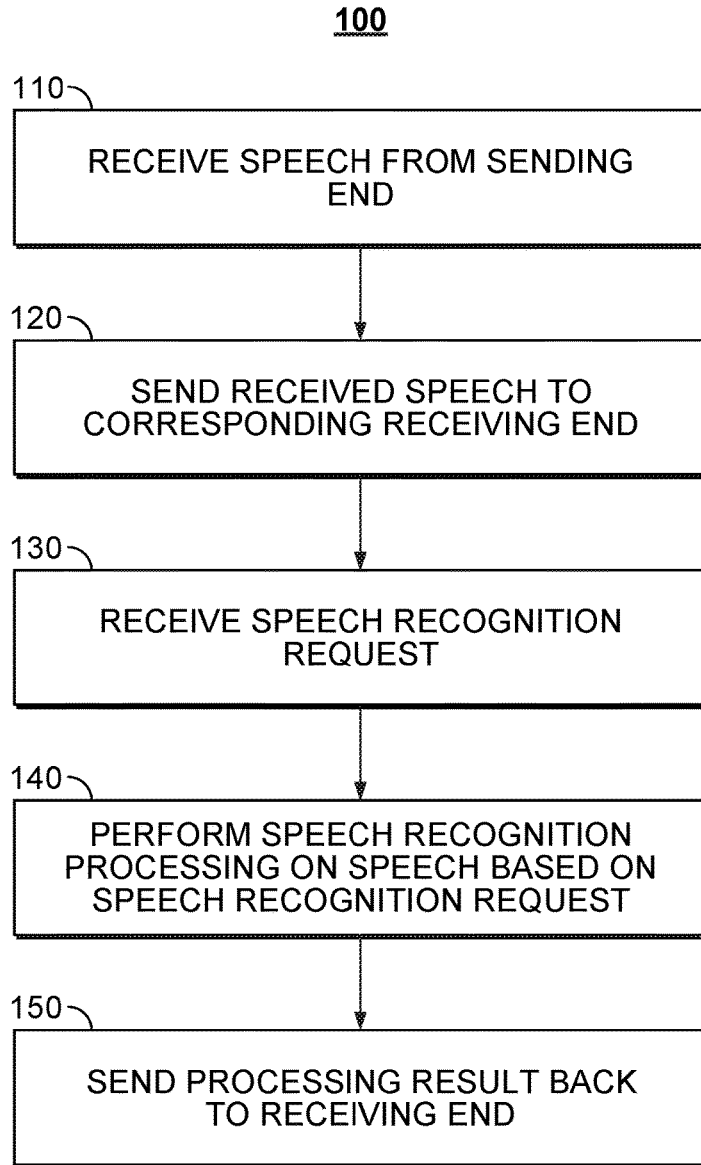 100
110
RECEIVE SPEECH FROM SENDING
END
120
SEND RECEIVED SPEECH TO
CORRESPONDING RECEIVING END
130
RECEIVE SPEECH RECOGNITION
REQUEST
140
PERFORM SPEECH RECOGNITION
PROCESSING ON SPEECH BASED ON
SPEECH RECOGNITION REQUEST
150
SEND PROCESSING RESULT BACK
TO RECEIVING END